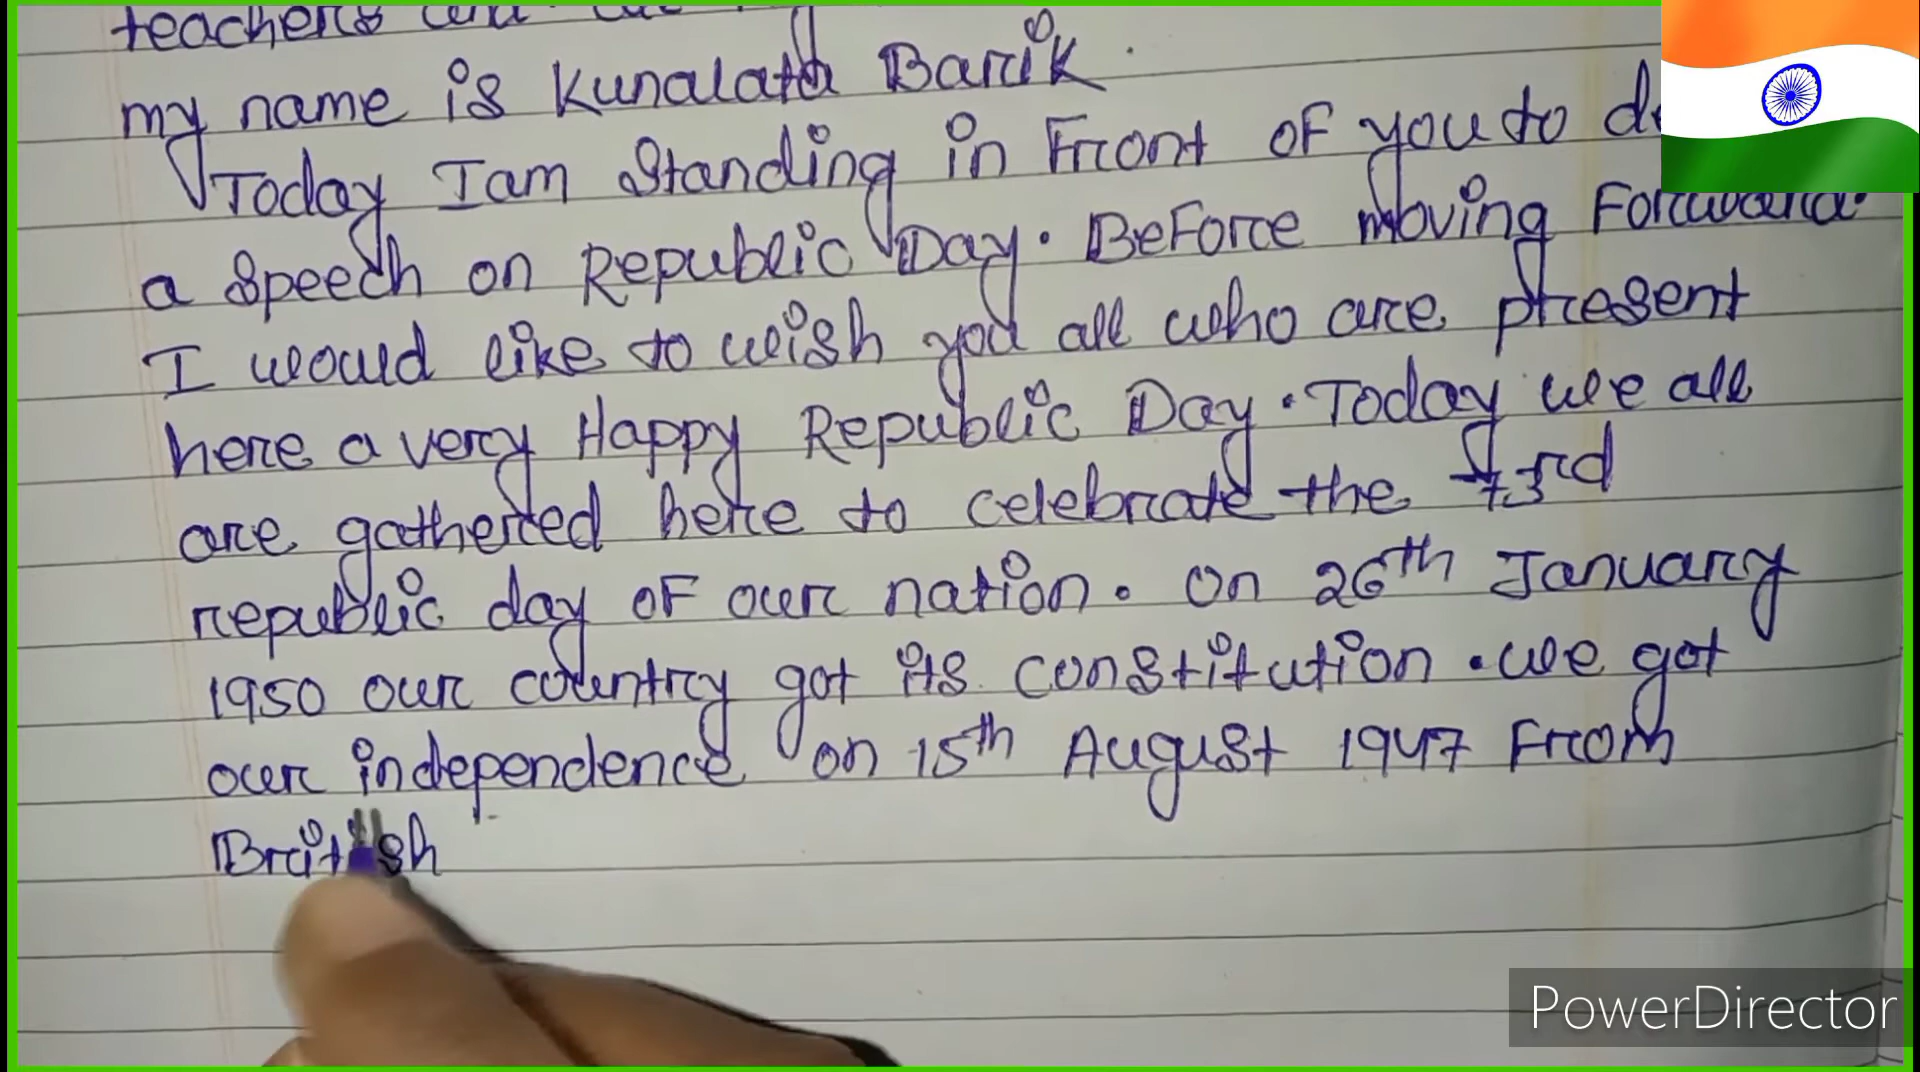 teachers and
my name is Kunalata Barik.
Today I am Standing in Front of you to
a Speech on Republic Day. Before moving Forward
I would like to wish you all who are present
here a very Happy Republic Day. Today we all
are gathered here to celebrate the 73rd
republic day of our nation. On 26th January
1950 our country got its constitution. we got
our independence on 15th August 1947 From
British
PowerDirector